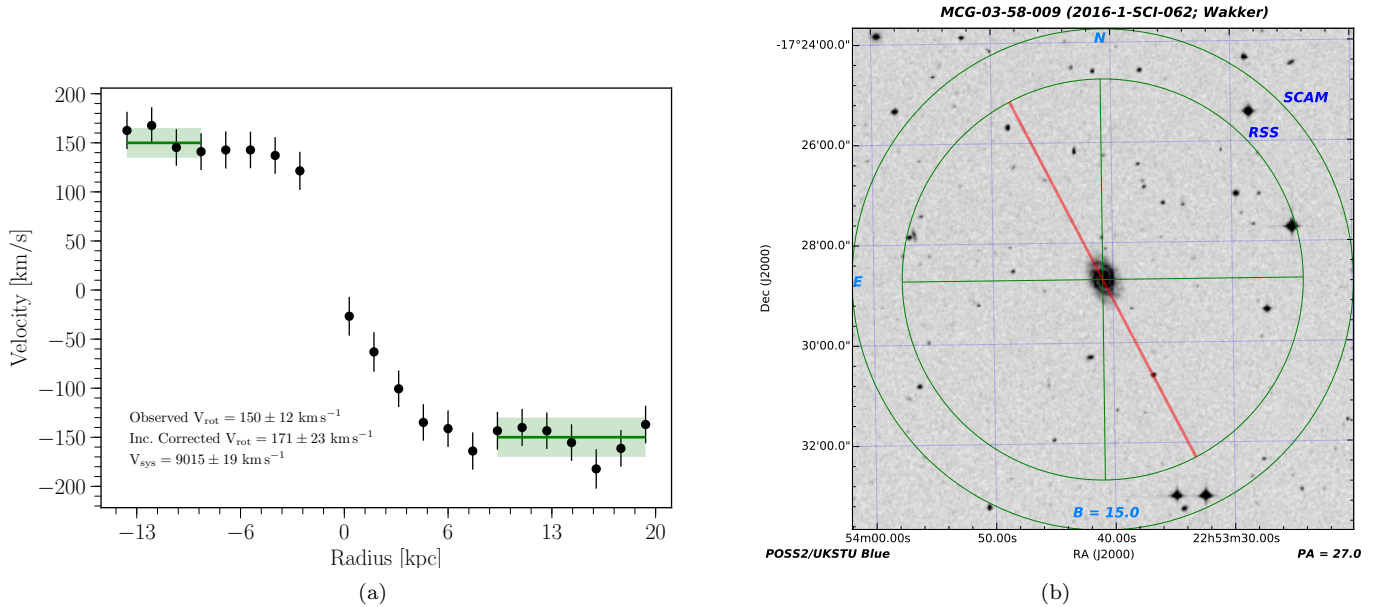 200
150
100
50
0
−50
−100
−150
−200
Velocity [km/s]
Observed V_rot = 150 ± 12 km s⁻¹
Inc. Corrected V_rot = 171 ± 23 km s⁻¹
V_sys = 9015 ± 19 km s⁻¹
−13 −6 0 6 13 20
Radius [kpc]
(a)
MCG-03-58-009 (2016-1-SCI-062; Wakker)
N
-17°24'00.0"
SCAM
RSS
26'00.0"
28'00.0"
E
Dec (J2000)
30'00.0"
32'00.0"
B = 15.0
54m00.00s 50.00s 40.00s 22h53m30.00s
POSS2/UKSTU Blue RA (J2000) PA = 27.0
(b)